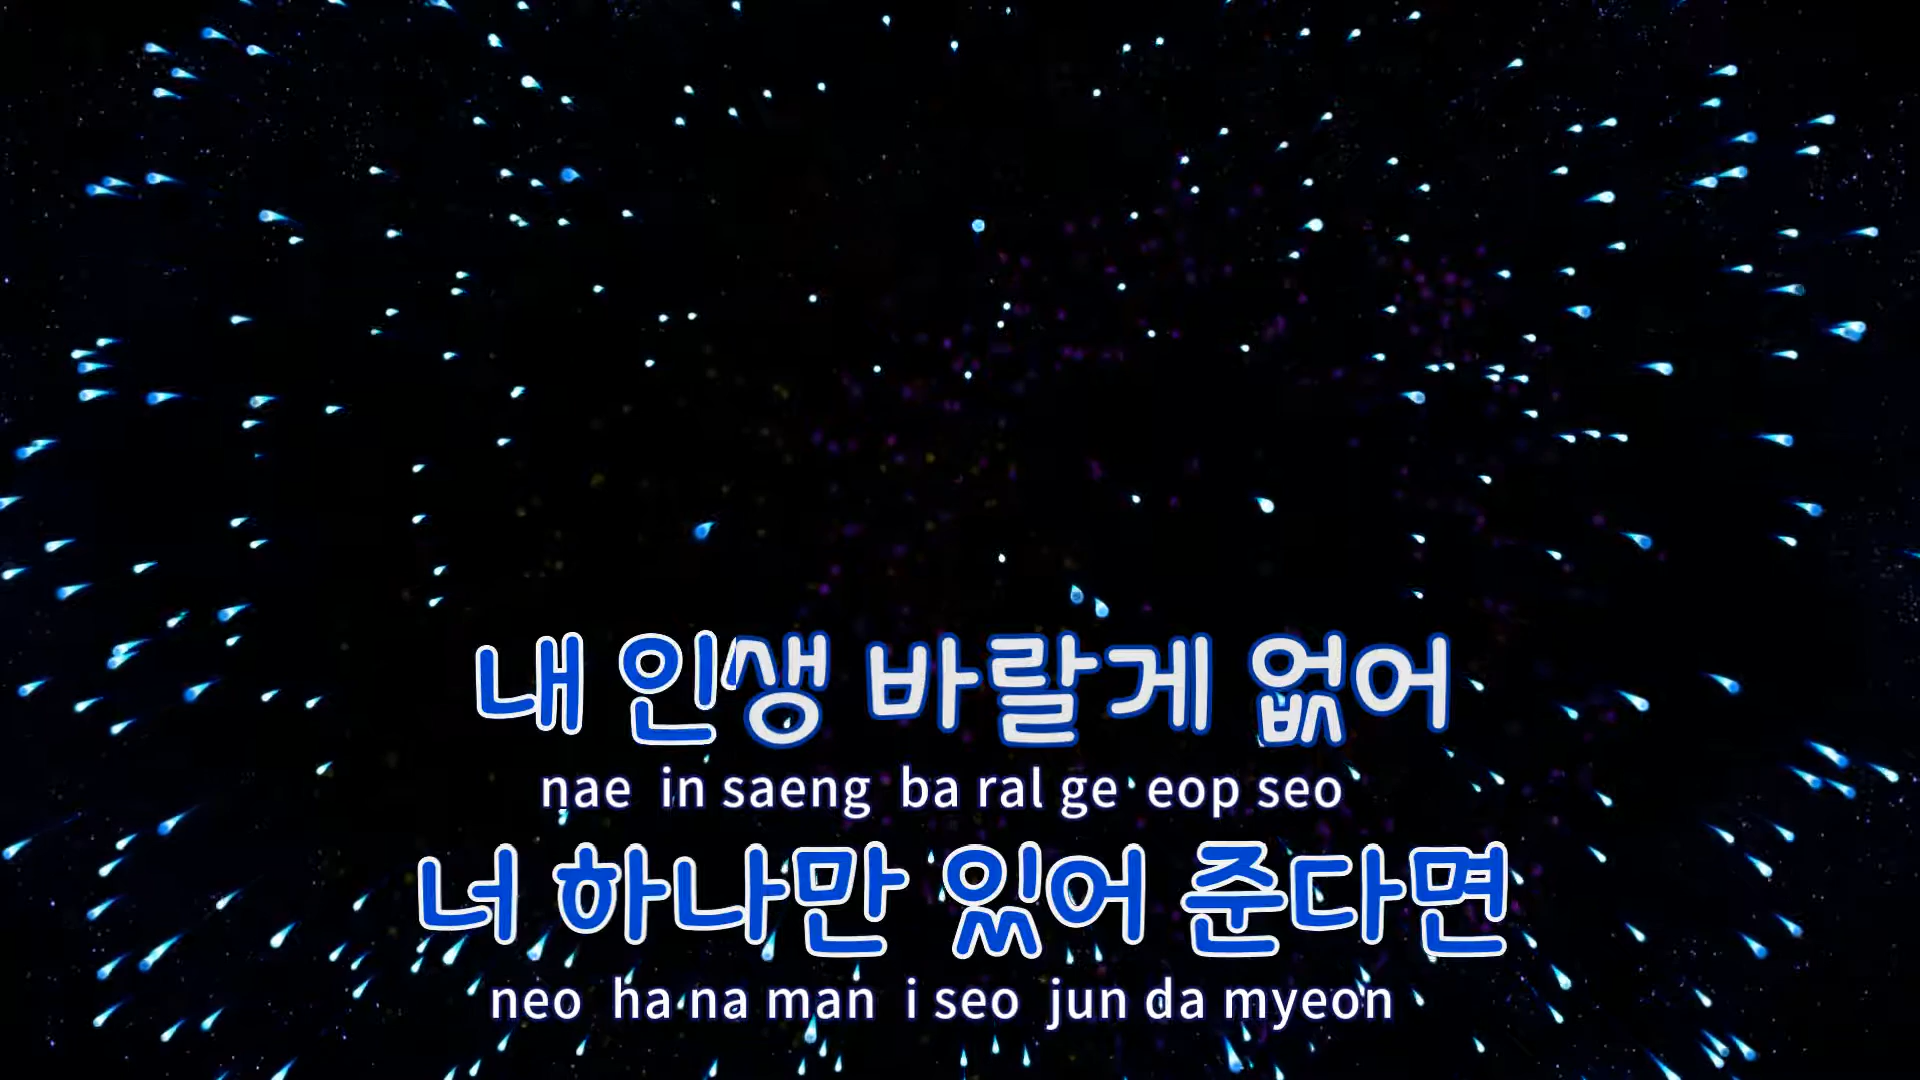 내 인생 바랄게 없어
nae in saeng ba ral ge eop seo
너 하나만 있어 준다면
neo ha na man i seo jun da myeon